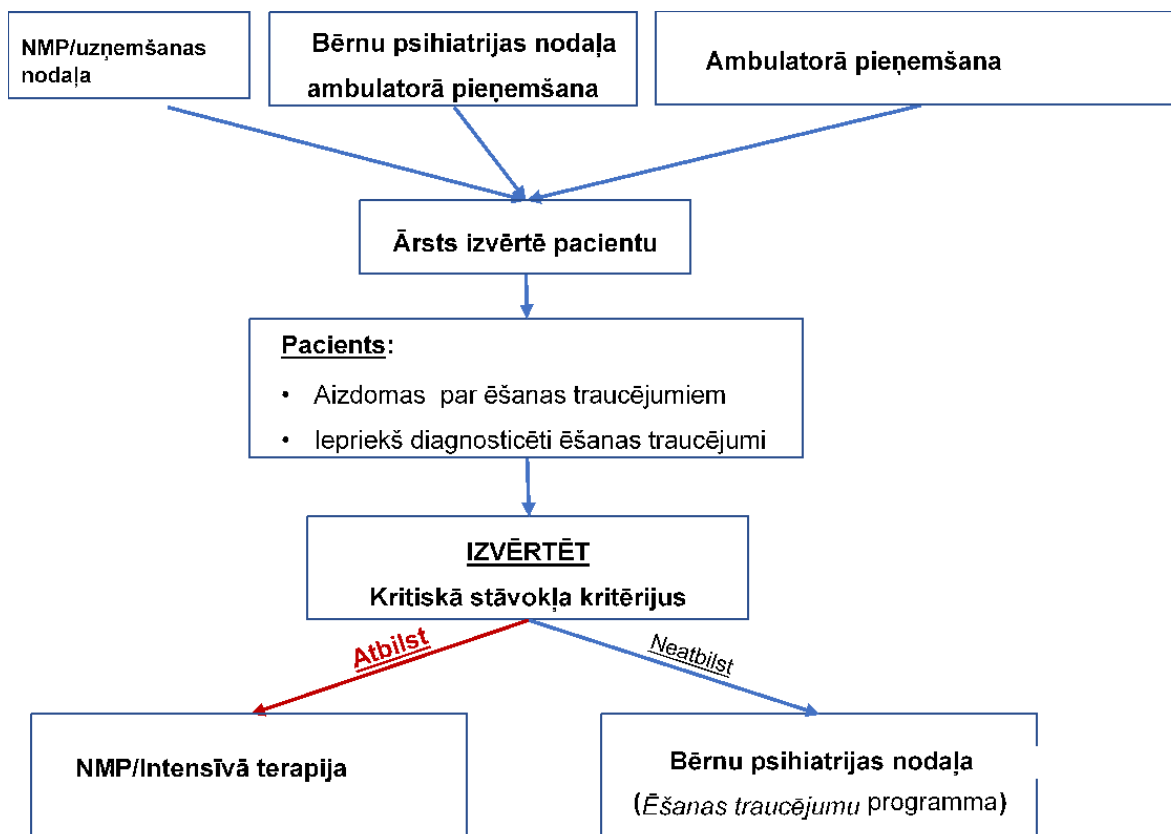 NMP/uzņemšanas
nodaļa
Bērnu psihiatrijas nodaļa
ambulatorā pieņemšana
Ambulatorā pieņemšana
Ārsts izvērtē pacientu
Pacients:
• Aizdomas par ēšanas traucējumiem
• Iepriekš diagnosticēti ēšanas traucējumi
IZVĒRTĒT
Kritiskā stāvokļa kritērijus
Atbilst
Neatbilst
NMP/Intensīvā terapija
Bērnu psihiatrijas nodaļa
(Ēšanas traucējumu programma)